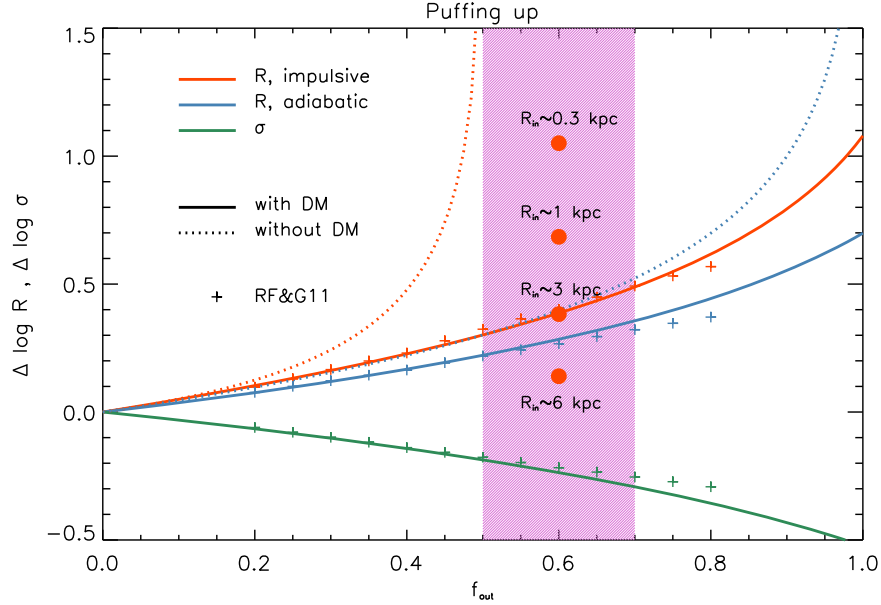 Puffing up
1.5
1.0
0.5
0.0
−0.5
Δ log R , Δ log σ
R, impulsive
R, adiabatic
σ
with DM
without DM
RF&G11
R_in~0.3 kpc
R_in~1 kpc
R_in~3 kpc
R_in~6 kpc
0.0 0.2 0.4 0.6 0.8 1.0
f_out